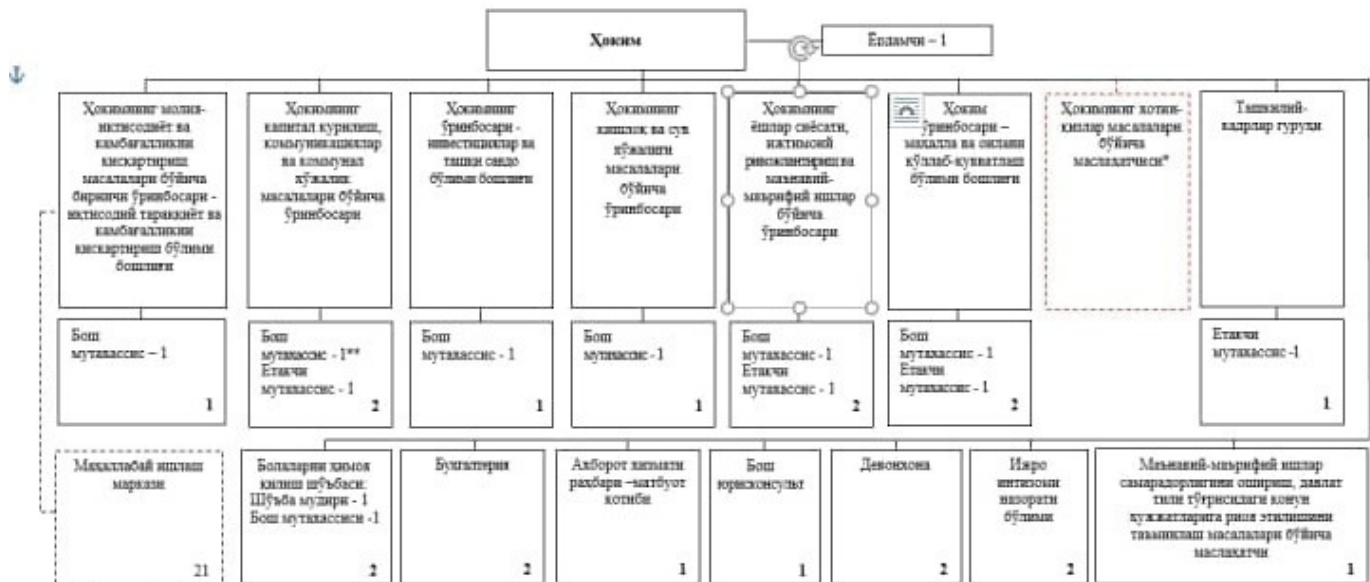 Ҳоким
Ёрдамчи – 1
Ҳокимнинг молия-
иқтисодиёт ва
камбағалликни
қисқартириш
масалалари бўйича
биринчи ўринбосари -
иқтисодий тараққиёт ва
камбағалликни
қисқартириш бўлими
бошлиғи
Ҳокимнинг
капитал қурилиш,
коммуникациялар
ва коммунал
хўжалик
масалалари бўйича
ўринбосари
Ҳокимнинг
ўринбосари -
инвестициялар ва
ташқи савдо
бўлими бошлиғи
Ҳокимнинг
қишлоқ ва сув
хўжалиги
масалалари
бўйича
ўринбосари
Ҳокимнинг
ёшлар сиёсати,
ижтимоий
ривожлантириш ва
маънавий-
маърифий ишлар
бўйича
ўринбосари
Ҳоким
ўринбосари –
маҳалла ва оилани
қўллаб-қувватлаш
бўлими бошлиғи
Ҳокимнинг хотин-
қизлар масалалари
бўйича
маслаҳатчиси*
Ташкилий-
кадрлар гуруҳи
Бош
мутахассис – 1
1
Бош
мутахассис - 1**
Етакчи
мутахассис - 1
2
Бош
мутахассис - 1
1
Бош
мутахассис -1
1
Бош
мутахассис - 1
Етакчи
мутахассис - 1
2
Бош
мутахассис - 1
Етакчи
мутахассис - 1
2
Етакчи
мутахассис -1
1
Маҳаллабай ишлаш
маркази
21
Болаларни ҳимоя
қилиш шўъбаси:
Шўъба мудири - 1
Бош мутахассиси -1
2
Бухгалтерия
2
Ахборот хизмати
раҳбари –матбуот
котиби
1
Бош
юрисконсульт
1
Девонхона
2
Ижро
интизоми
назорати
бўлими
2
Маънавий-маърифий ишлар
самарадорлигини ошириш, давлат
тили тўғрисидаги қонун
ҳужжатларига риоя этилишини
таъминлаш масалалари бўйича
маслаҳатчи
1